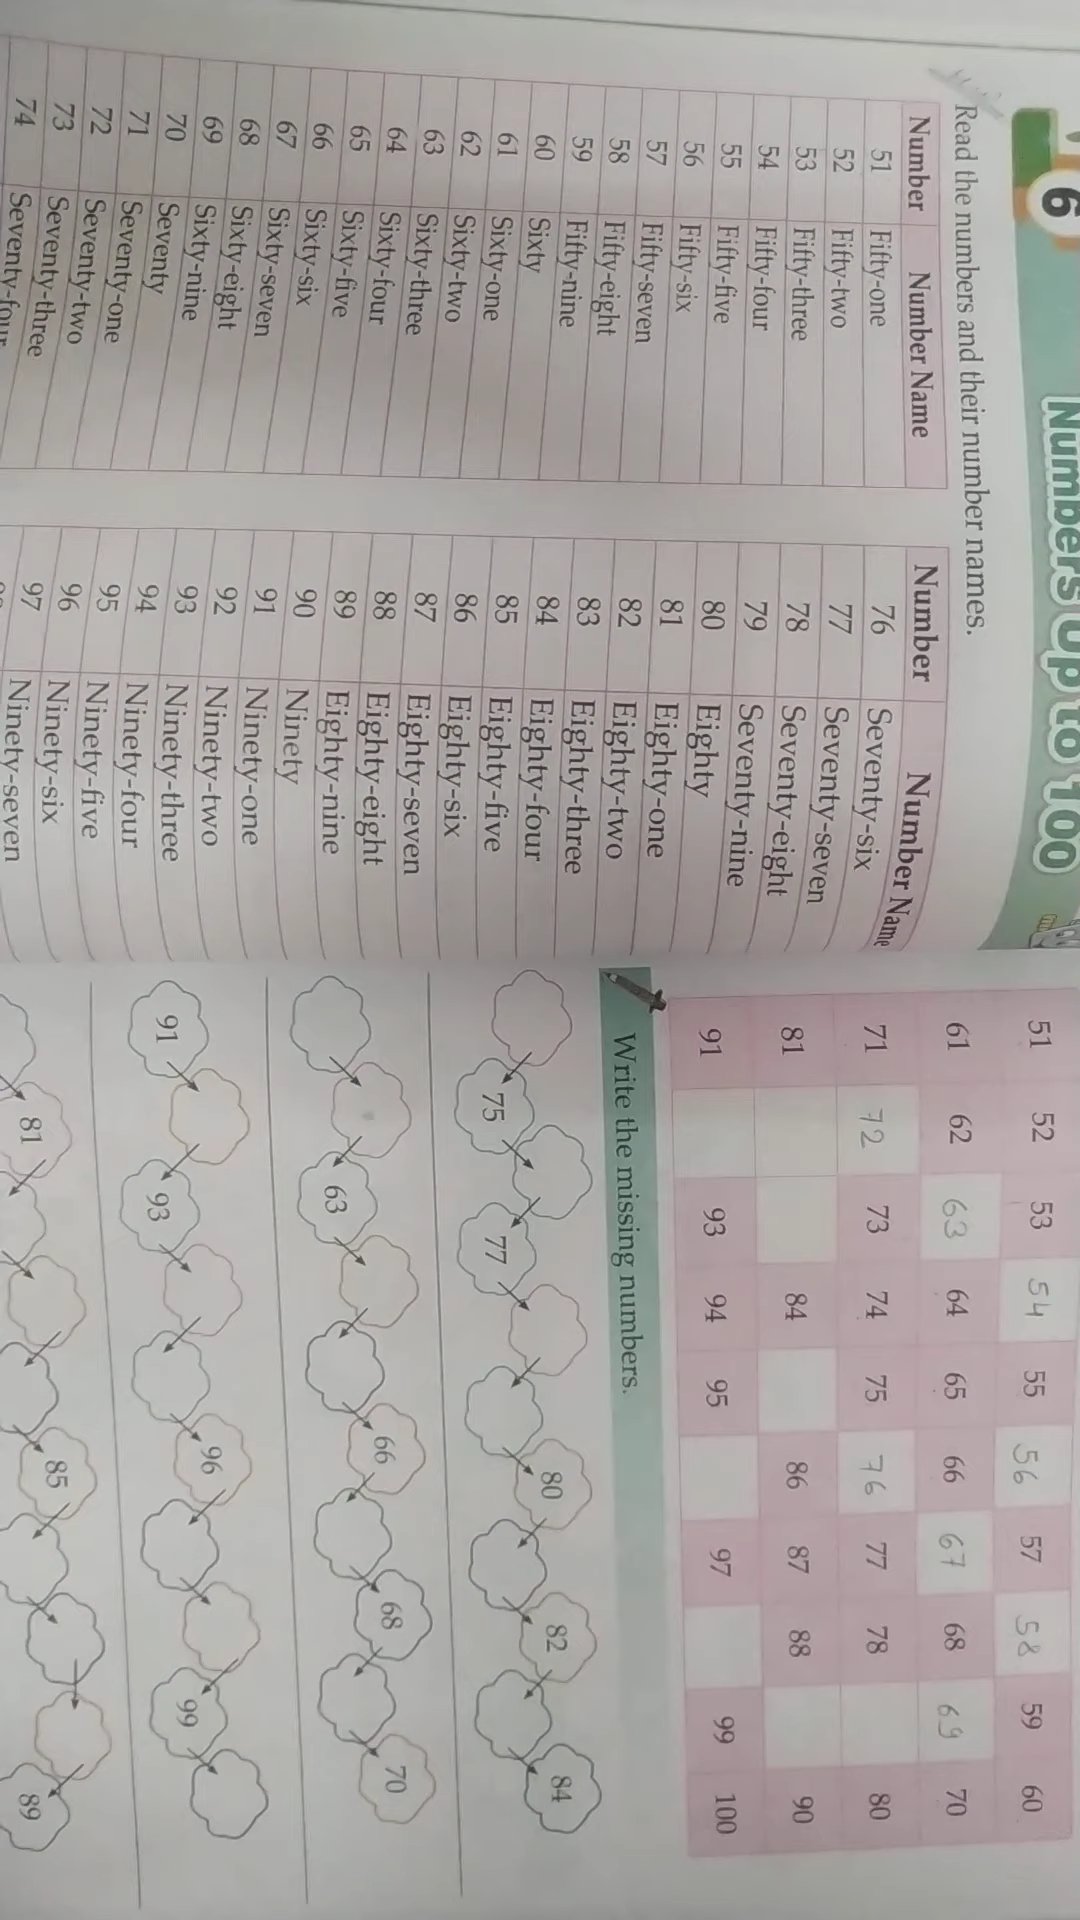 6
Numbers Up to 100
Read the numbers and their number names.
Number Number Name
51 Fifty-one
52 Fifty-two
53 Fifty-three
54 Fifty-four
55 Fifty-five
56 Fifty-six
57 Fifty-seven
58 Fifty-eight
59 Fifty-nine
60 Sixty
61 Sixty-one
62 Sixty-two
63 Sixty-three
64 Sixty-four
65 Sixty-five
66 Sixty-six
67 Sixty-seven
68 Sixty-eight
69 Sixty-nine
70 Seventy
71 Seventy-one
72 Seventy-two
73 Seventy-three
74 Seventy-four
Number Number Name
76 Seventy-six
77 Seventy-seven
78 Seventy-eight
79 Seventy-nine
80 Eighty
81 Eighty-one
82 Eighty-two
83 Eighty-three
84 Eighty-four
85 Eighty-five
86 Eighty-six
87 Eighty-seven
88 Eighty-eight
89 Eighty-nine
90 Ninety
91 Ninety-one
92 Ninety-two
93 Ninety-three
94 Ninety-four
95 Ninety-five
96 Ninety-six
97 Ninety-seven
51 52 53 54 55 56 57 58 59 60
61 62 63 64 65 66 67 68 69 70
71 72 73 74 75 76 77 78 80
81 84 86 87 88 90
91 93 94 95 97 99 100
Write the missing numbers.
75 77 80 82 84
63 66 68 70
91 93 96 99
81 85 89